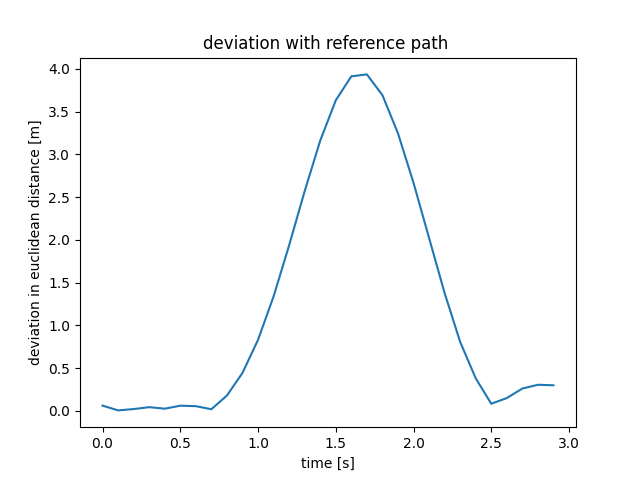 deviation with reference path
deviation in euclidean distance [m]
4.0
3.5
3.0
2.5
2.0
1.5
1.0
0.5
0.0
0.0 0.5 1.0 1.5 2.0 2.5 3.0
time [s]